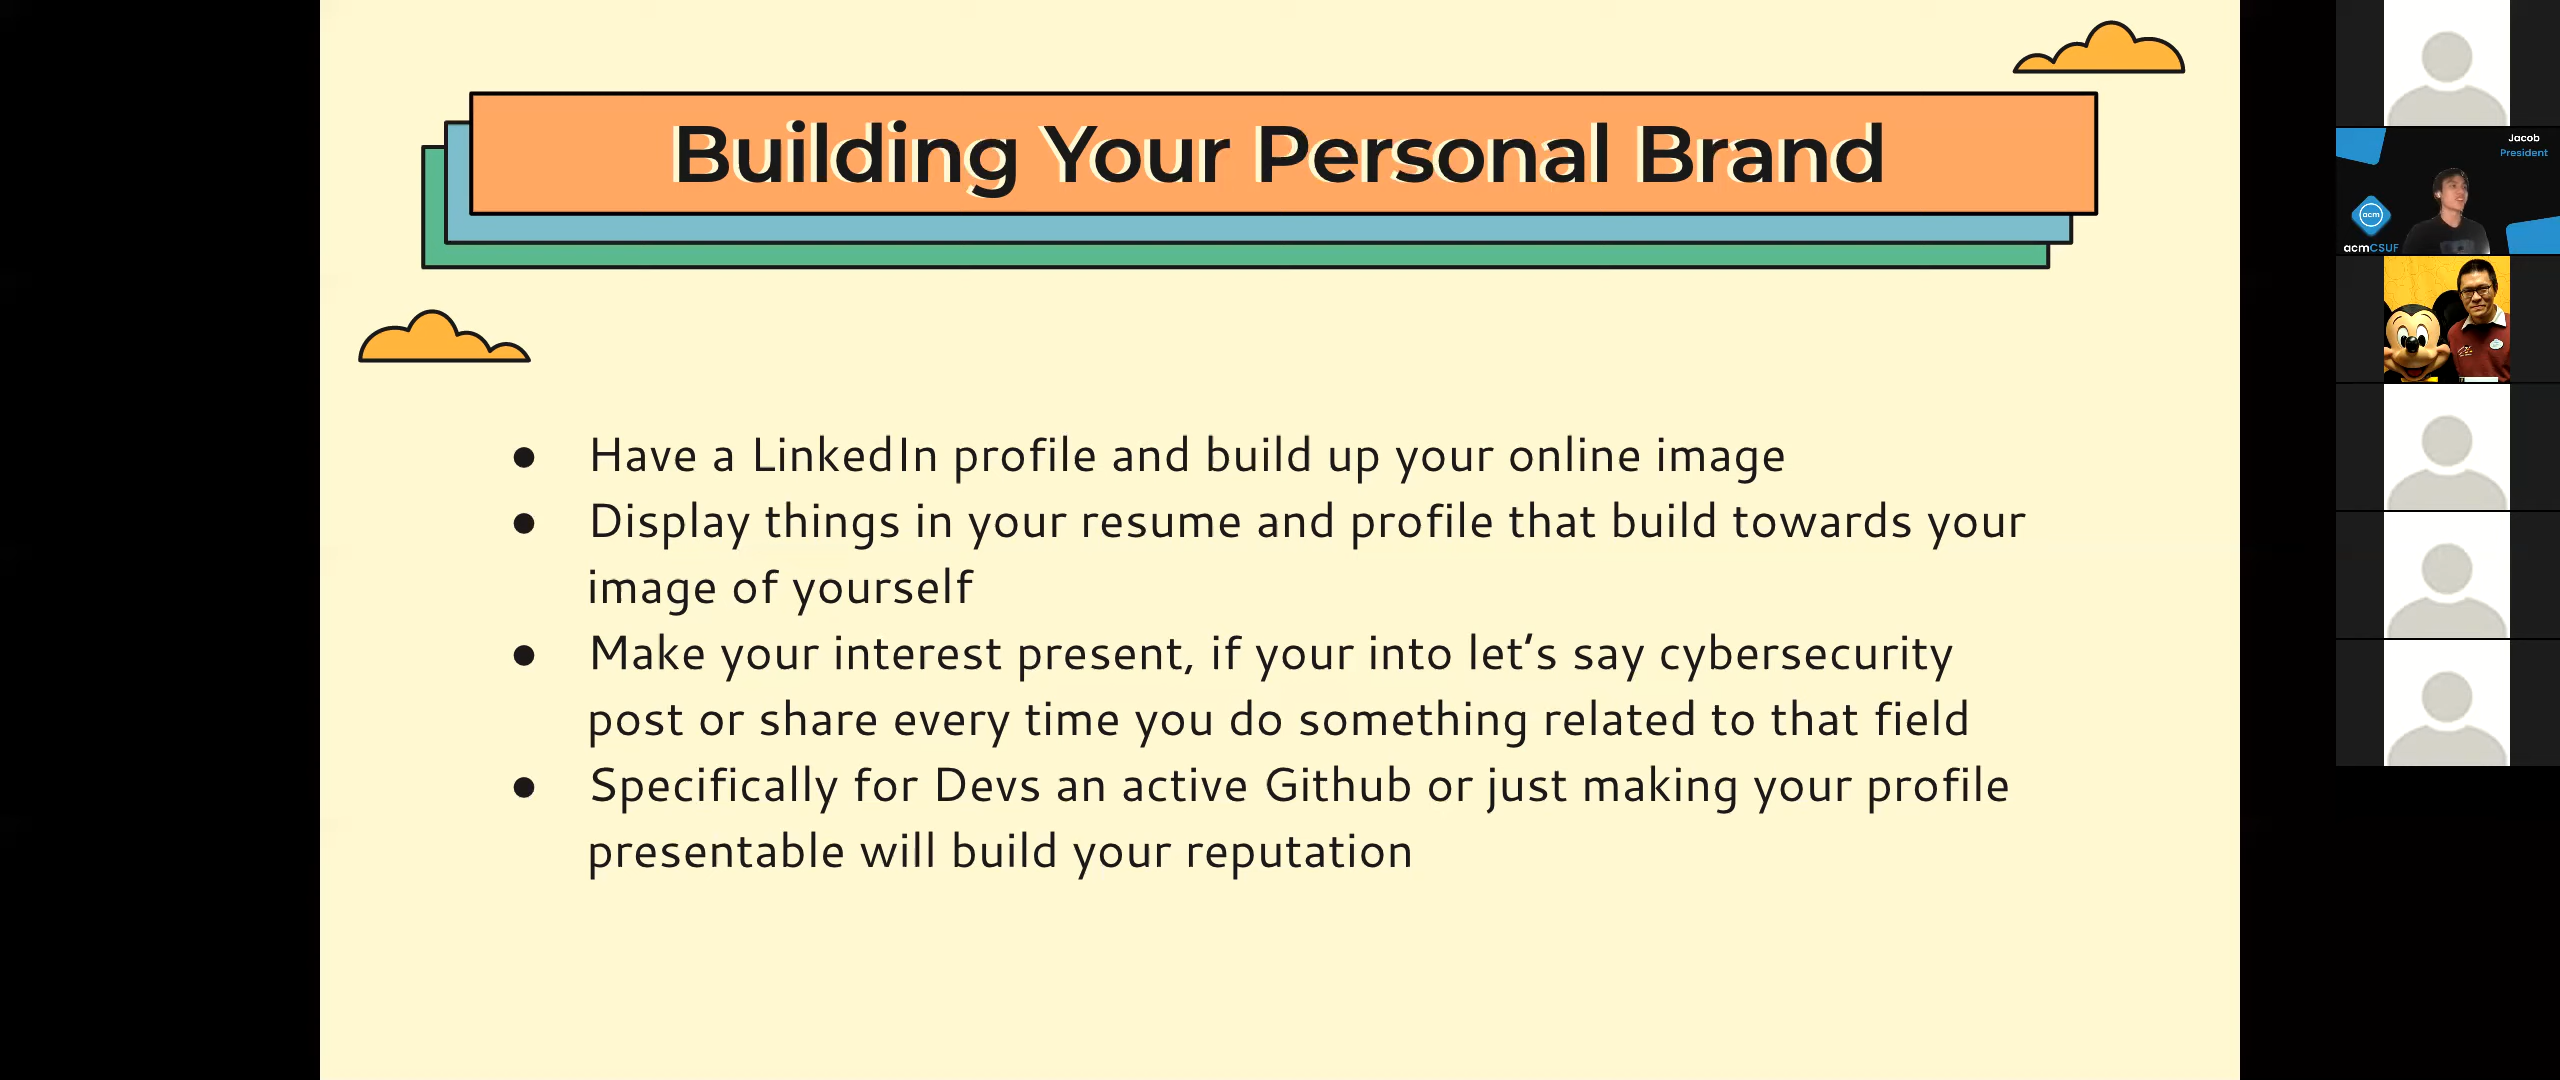 Building Your Personal Brand
● Have a LinkedIn profile and build up your online image
● Display things in your resume and profile that build towards your
image of yourself
● Make your interest present, if your into let’s say cybersecurity
post or share every time you do something related to that field
● Specifically for Devs an active Github or just making your profile
presentable will build your reputation
Jacob
President
acm
acmCSUF